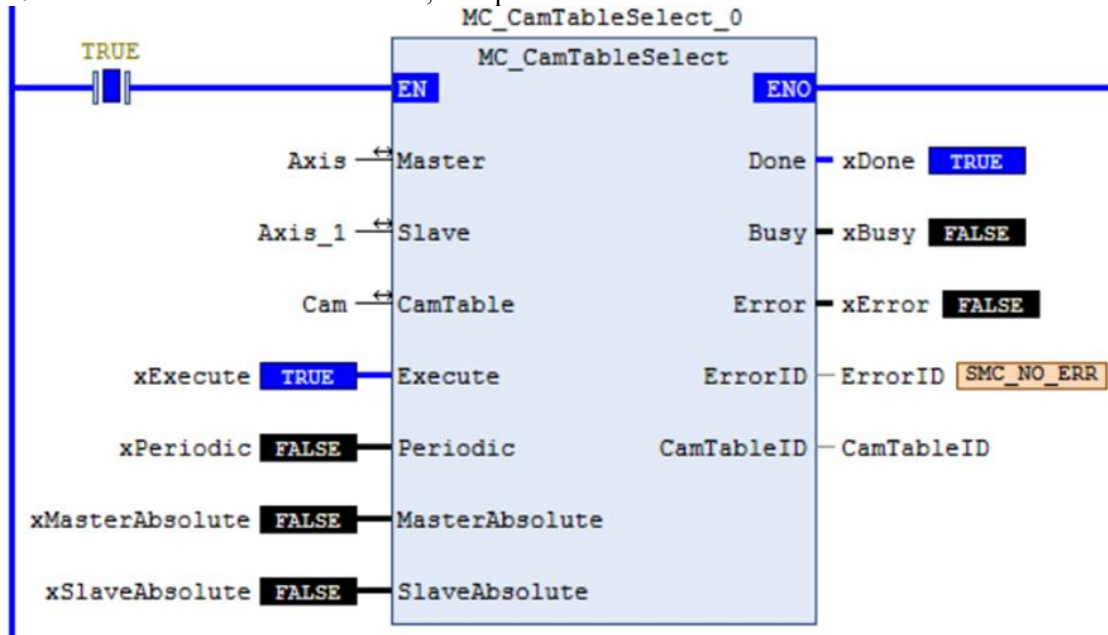 MC_CamTableSelect_0
TRUE
MC_CamTableSelect
EN ENO
Axis Master Done xDone TRUE
Axis_1 Slave Busy xBusy FALSE
Cam CamTable Error xError FALSE
xExecute TRUE Execute ErrorID ErrorID SMC_NO_ERR
xPeriodic FALSE Periodic CamTableID CamTableID
xMasterAbsolute FALSE MasterAbsolute
xSlaveAbsolute FALSE SlaveAbsolute